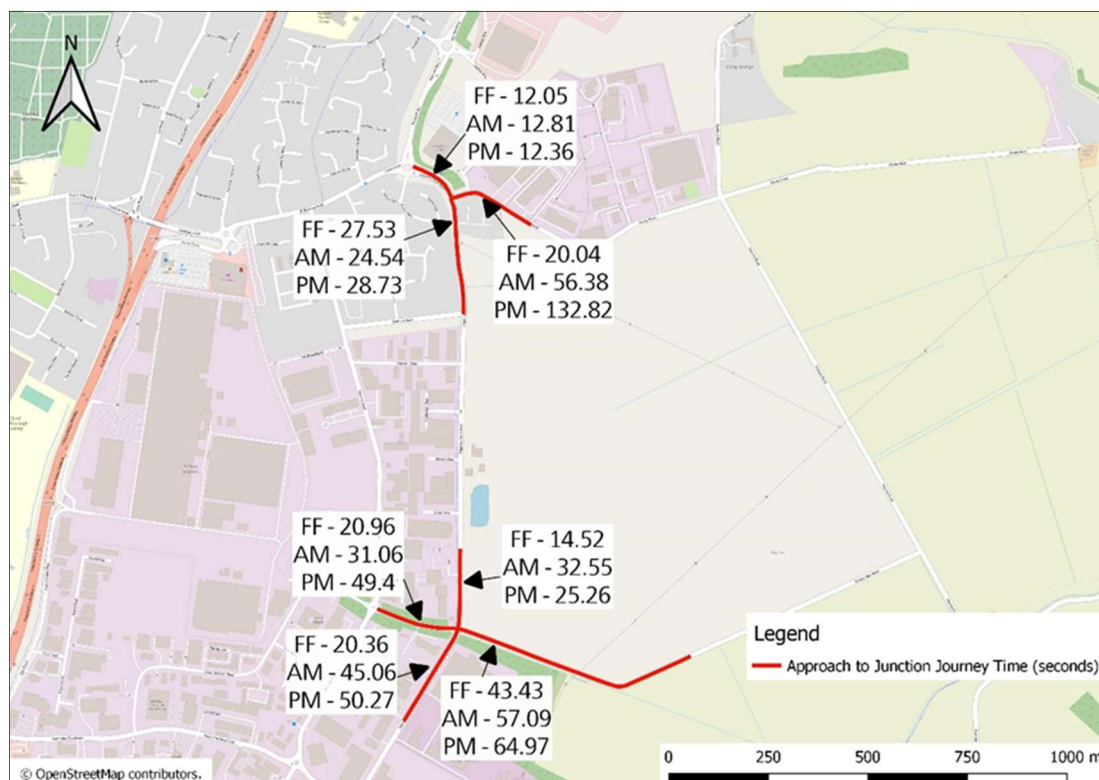 N
FF - 12.05
AM - 12.81
PM - 12.36
FF - 27.53
AM - 24.54
PM - 28.73
FF - 20.04
AM - 56.38
PM - 132.82
FF - 20.96
AM - 31.06
PM - 49.4
FF - 14.52
AM - 32.55
PM - 25.26
FF - 20.36
AM - 45.06
PM - 50.27
FF - 43.43
AM - 57.09
PM - 64.97
Legend
Approach to Junction Journey Time (seconds)
0 250 500 750 1000 m
© OpenStreetMap contributors.